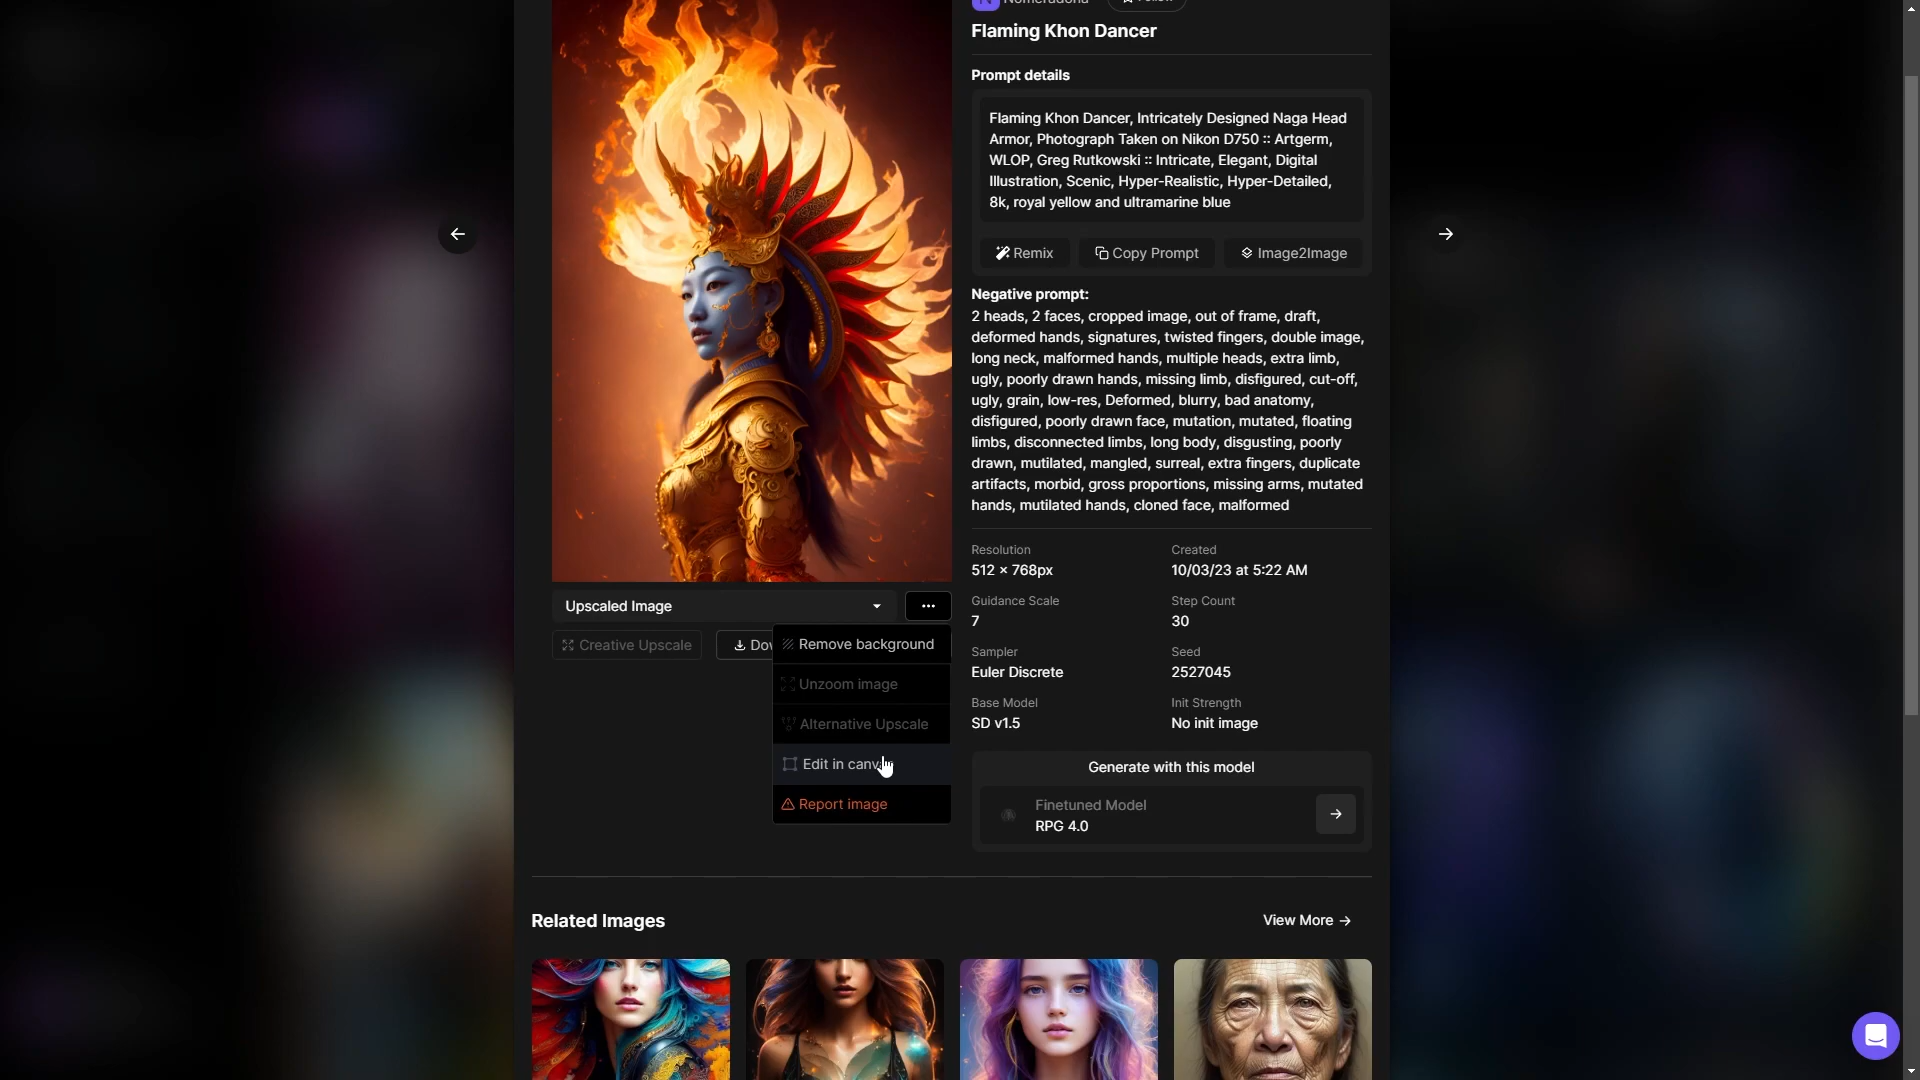 Flaming Khon Dancer
Prompt details
Flaming Khon Dancer, Intricately Designed Naga Head
Armor, Photograph Taken on Nikon D750 :: Artgerm,
WLOP, Greg Rutkowski :: Intricate, Elegant, Digital
Illustration, Scenic, Hyper-Realistic, Hyper-Detailed,
8k, royal yellow and ultramarine blue
Remix
Copy Prompt
Image2Image
Negative prompt:
2 heads, 2 faces, cropped image, out of frame, draft,
deformed hands, signatures, twisted fingers, double image,
long neck, malformed hands, multiple heads, extra limb,
ugly, poorly drawn hands, missing limb, disfigured, cut-off,
ugly, grain, low-res, Deformed, blurry, bad anatomy,
disfigured, poorly drawn face, mutation, mutated, floating
limbs, disconnected limbs, long body, disgusting, poorly
drawn, mutilated, mangled, surreal, extra fingers, duplicate
artifacts, morbid, gross proportions, missing arms, mutated
hands, mutilated hands, cloned face, malformed
Resolution
512 × 768px
Created
10/03/23 at 5:22 AM
Guidance Scale
7
Step Count
30
Sampler
Euler Discrete
Seed
2527045
Base Model
SD v1.5
Init Strength
No init image
Generate with this model
Finetuned Model
RPG 4.0
Upscaled Image
Creative Upscale
Remove background
Unzoom image
Alternative Upscale
Edit in
Report image
Related Images
View More